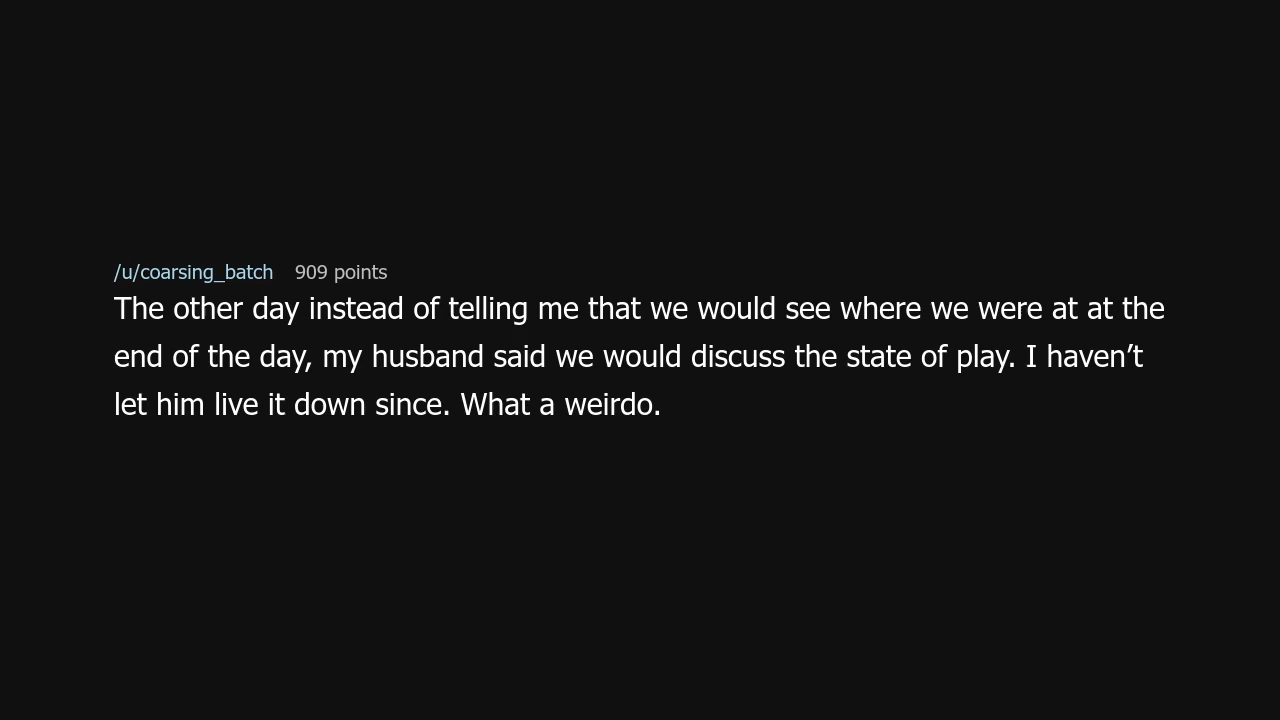 /u/coarsing_batch 909 points
The other day instead of telling me that we would see where we were at at the
end of the day, my husband said we would discuss the state of play. I haven’t
let him live it down since. What a weirdo.